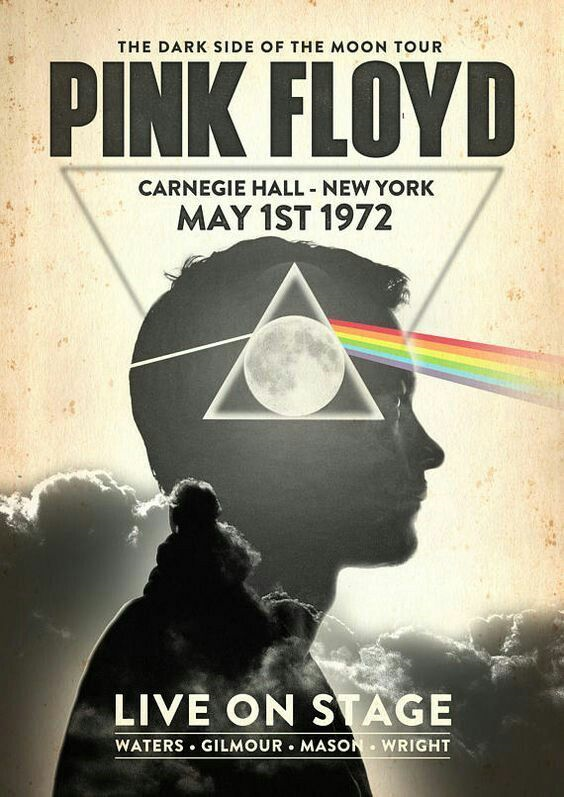 THE DARK SIDE OF THE MOON TOUR
PINK FLOYD
CARNEGIE HALL - NEW YORK
MAY 1ST 1972
LIVE ON STAGE
WATERS • GILMOUR • MASON • WRIGHT